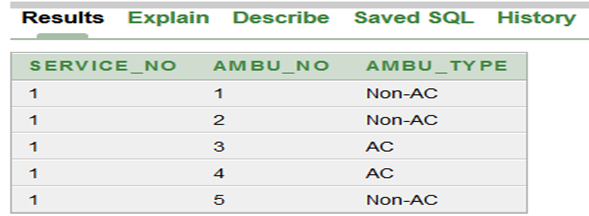 Results Explain Describe Saved SQL History
SERVICE_NO AMBU_NO AMBU_TYPE
1 1 Non-AC
1 2 Non-AC
1 3 AC
1 4 AC
1 5 Non-AC